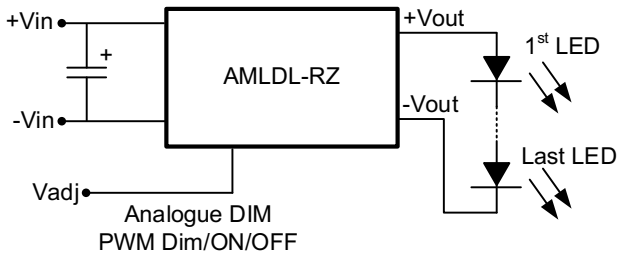 +Vin
+
-Vin
AMLDL-RZ
+Vout
-Vout
1st LED
Last LED
Vadj
Analogue DIM
PWM Dim/ON/OFF